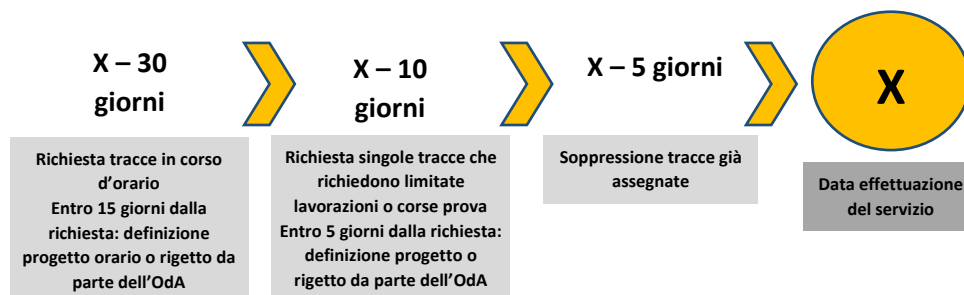 X – 30
giorni
Richiesta tracce in corso
d’orario
Entro 15 giorni dalla
richiesta: definizione
progetto orario o rigetto da
parte dell’OdA
X – 10
giorni
Richiesta singole tracce che
richiedono limitate
lavorazioni o corse prova
Entro 5 giorni dalla richiesta:
definizione progetto o
rigetto da parte dell’OdA
X – 5 giorni
Soppressione tracce già
assegnate
X
Data effettuazione
del servizio